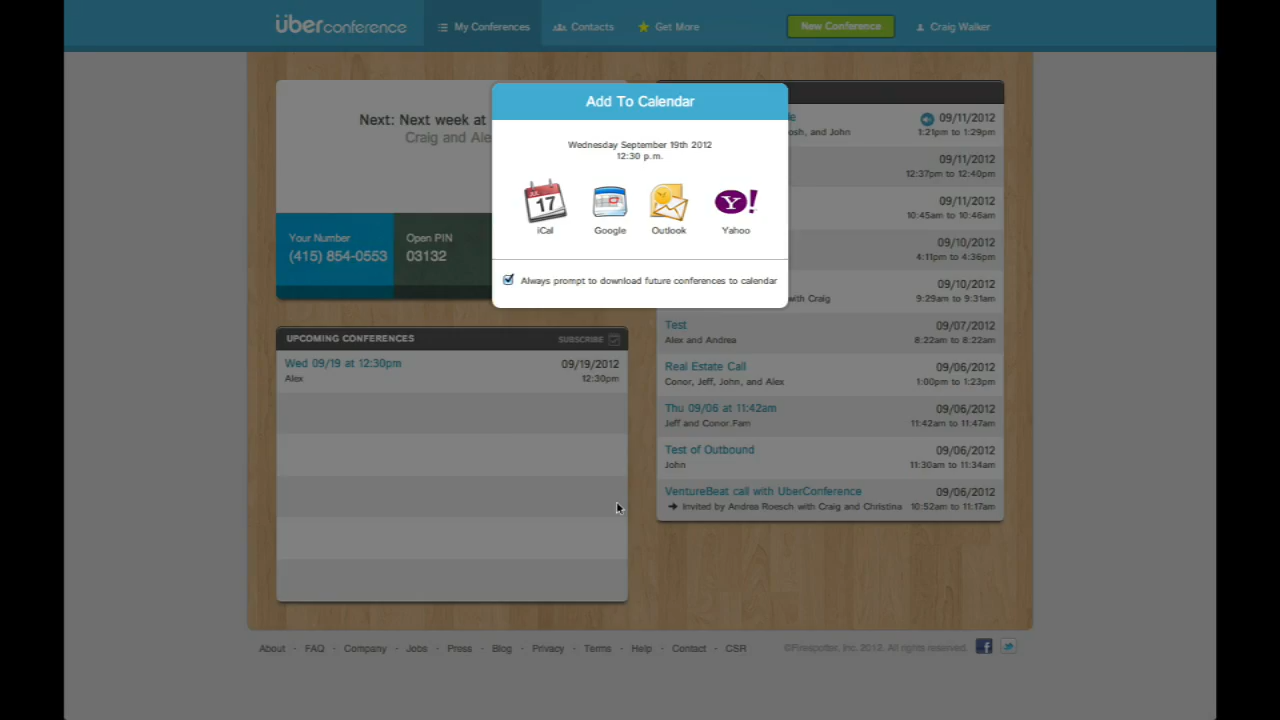 überconference
My Conferences
Contacts
Get More
New Conference
Craig Walker
Next: Next week at
Craig and Ale
Your Number
(415) 854-0553
Open PIN
03132
Add To Calendar
Wednesday September 19th 2012
12:30 p.m.
17
iCal
Google
Outlook
Y!
Yahoo
Always prompt to download future conferences to calendar
UPCOMING CONFERENCES
SUBSCRIBE
Wed 09/19 at 12:30pm
09/19/2012
Alex
12:30pm
09/11/2012
osh, and John
1:21pm to 1:29pm
09/11/2012
12:37pm to 12:40pm
09/11/2012
10:45am to 10:46am
09/10/2012
4:11pm to 4:36pm
09/10/2012
with Craig
9:29am to 9:31am
Test
09/07/2012
Alex and Andrea
8:22am to 8:22am
Real Estate Call
09/06/2012
Conor, Jeff, John, and Alex
1:00pm to 1:23pm
Thu 09/06 at 11:42am
09/06/2012
Jeff and Conor Fam
11:42am to 11:47am
Test of Outbound
09/06/2012
John
11:30am to 11:34am
VentureBeat call with UberConference
09/06/2012
Invited by Andrea Roesch with Craig and Christina
10:52am to 11:17am
About - FAQ - Company - Jobs - Press - Blog - Privacy - Terms - Help - Contact - CSR
©Firespotter, Inc. 2012. All rights reserved.